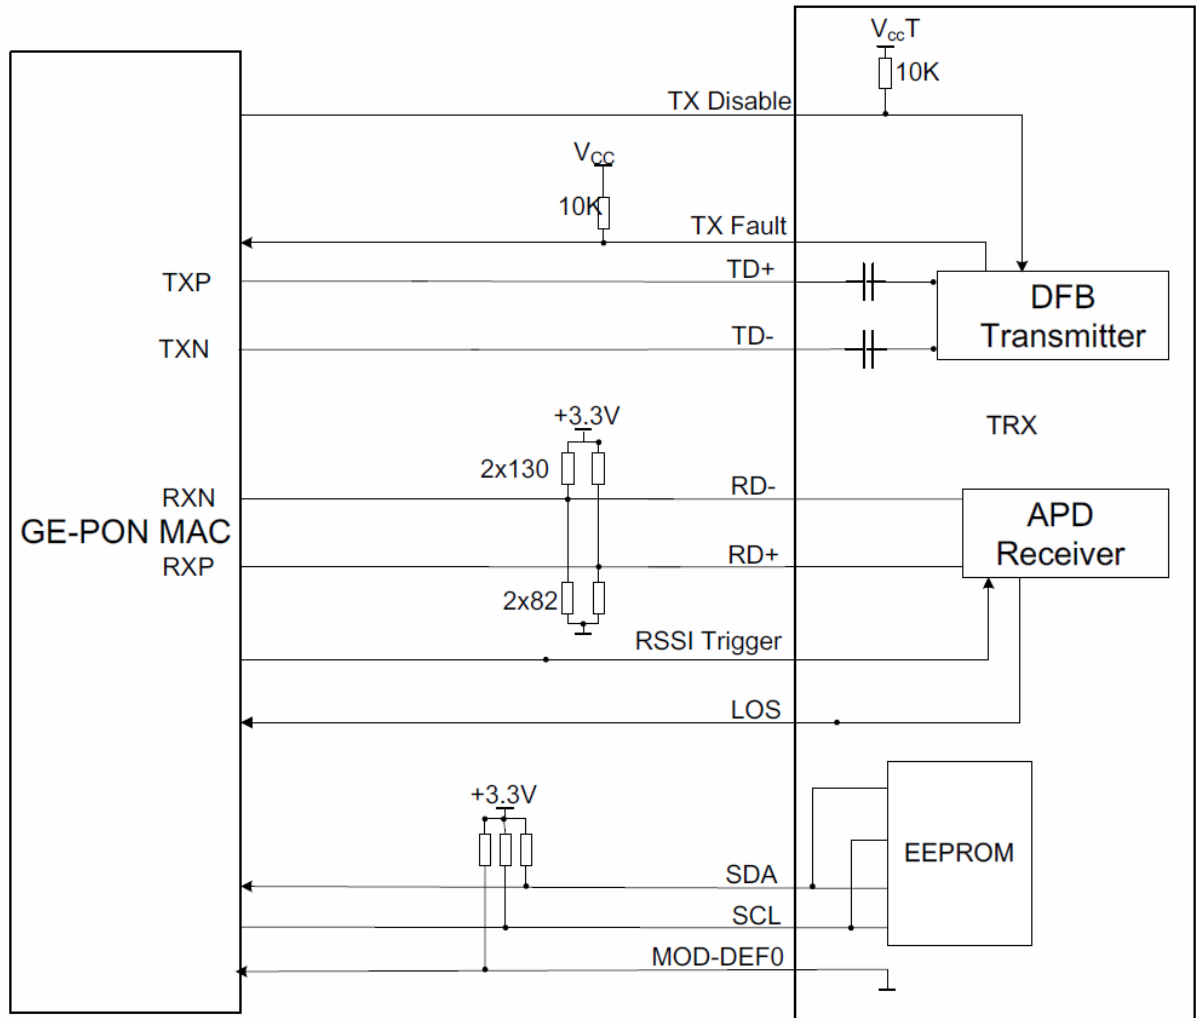 VccT
10K
TX Disable
Vcc
10K
TX Fault
TXP
TD+
DFB
Transmitter
TXN
TD-
+3.3V
TRX
2x130
RXN
RD-
GE-PON MAC
APD
Receiver
RXP
RD+
2x82
RSSI Trigger
LOS
+3.3V
EEPROM
SDA
SCL
MOD-DEF0